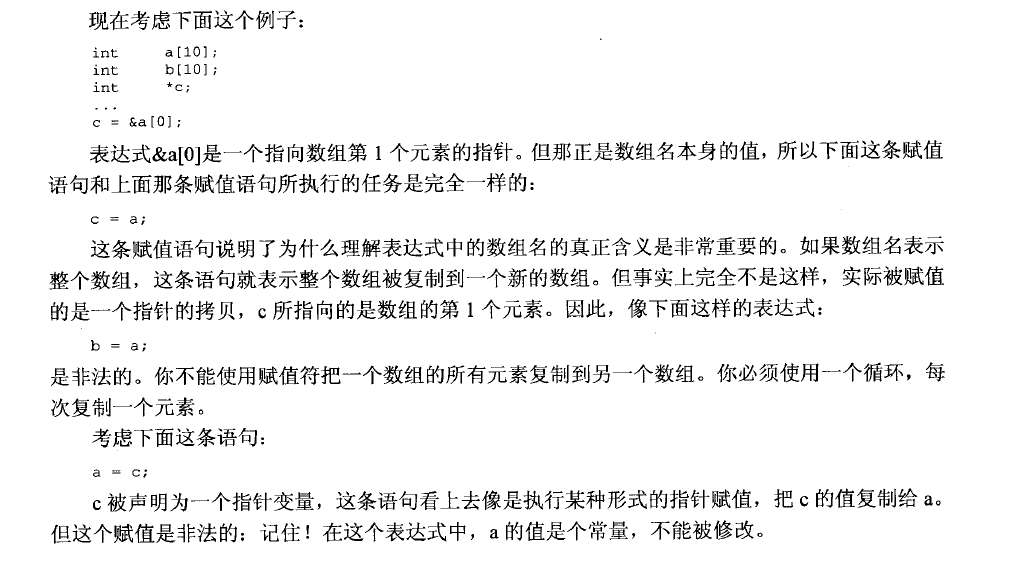 现在考虑下面这个例子：
int a[10];
int b[10];
int *c;
...
c = &a[0];
表达式&a[0]是一个指向数组第 1 个元素的指针。但那正是数组名本身的值，所以下面这条赋值
语句和上面那条赋值语句所执行的任务是完全一样的：
c = a;
这条赋值语句说明了为什么理解表达式中的数组名的真正含义是非常重要的。如果数组名表示
整个数组，这条语句就表示整个数组被复制到一个新的数组。但事实上完全不是这样，实际被赋值
的是一个指针的拷贝，c 所指向的是数组的第 1 个元素。因此，像下面这样的表达式：
b = a;
是非法的。你不能使用赋值符把一个数组的所有元素复制到另一个数组。你必须使用一个循环，每
次复制一个元素。
考虑下面这条语句：
a = c;
c 被声明为一个指针变量，这条语句看上去像是执行某种形式的指针赋值，把 c 的值复制给 a。
但这个赋值是非法的：记住！在这个表达式中，a 的值是个常量，不能被修改。